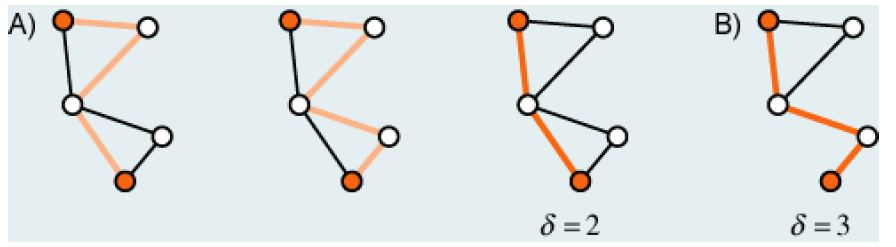 A)
B)
δ = 2
δ = 3